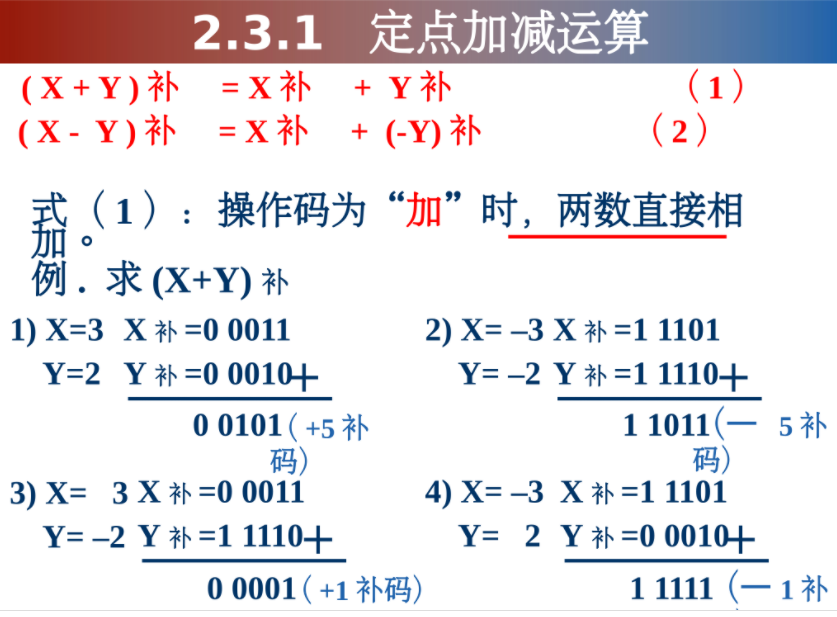 2.3.1 定点加减运算
( X + Y ) 补 = X 补 + Y 补 （ 1 ）
( X - Y ) 补 = X 补 + (-Y) 补 （ 2 ）
式（ 1 ）: 操作码为“加”时, 两数直接相
加。
例 . 求 (X+Y) 补
1) X=3 X 补 =0 0011
Y=2 Y 补 =0 0010+
0 0101( +5 补
码)
2) X= –3 X 补 =1 1101
Y= –2 Y 补 =1 1110+
1 1011(一 5 补
码)
3) X= 3 X 补 =0 0011
Y= –2 Y 补 =1 1110+
0 0001( +1 补码)
4) X= –3 X 补 =1 1101
Y= 2 Y 补 =0 0010+
1 1111 (一 1 补